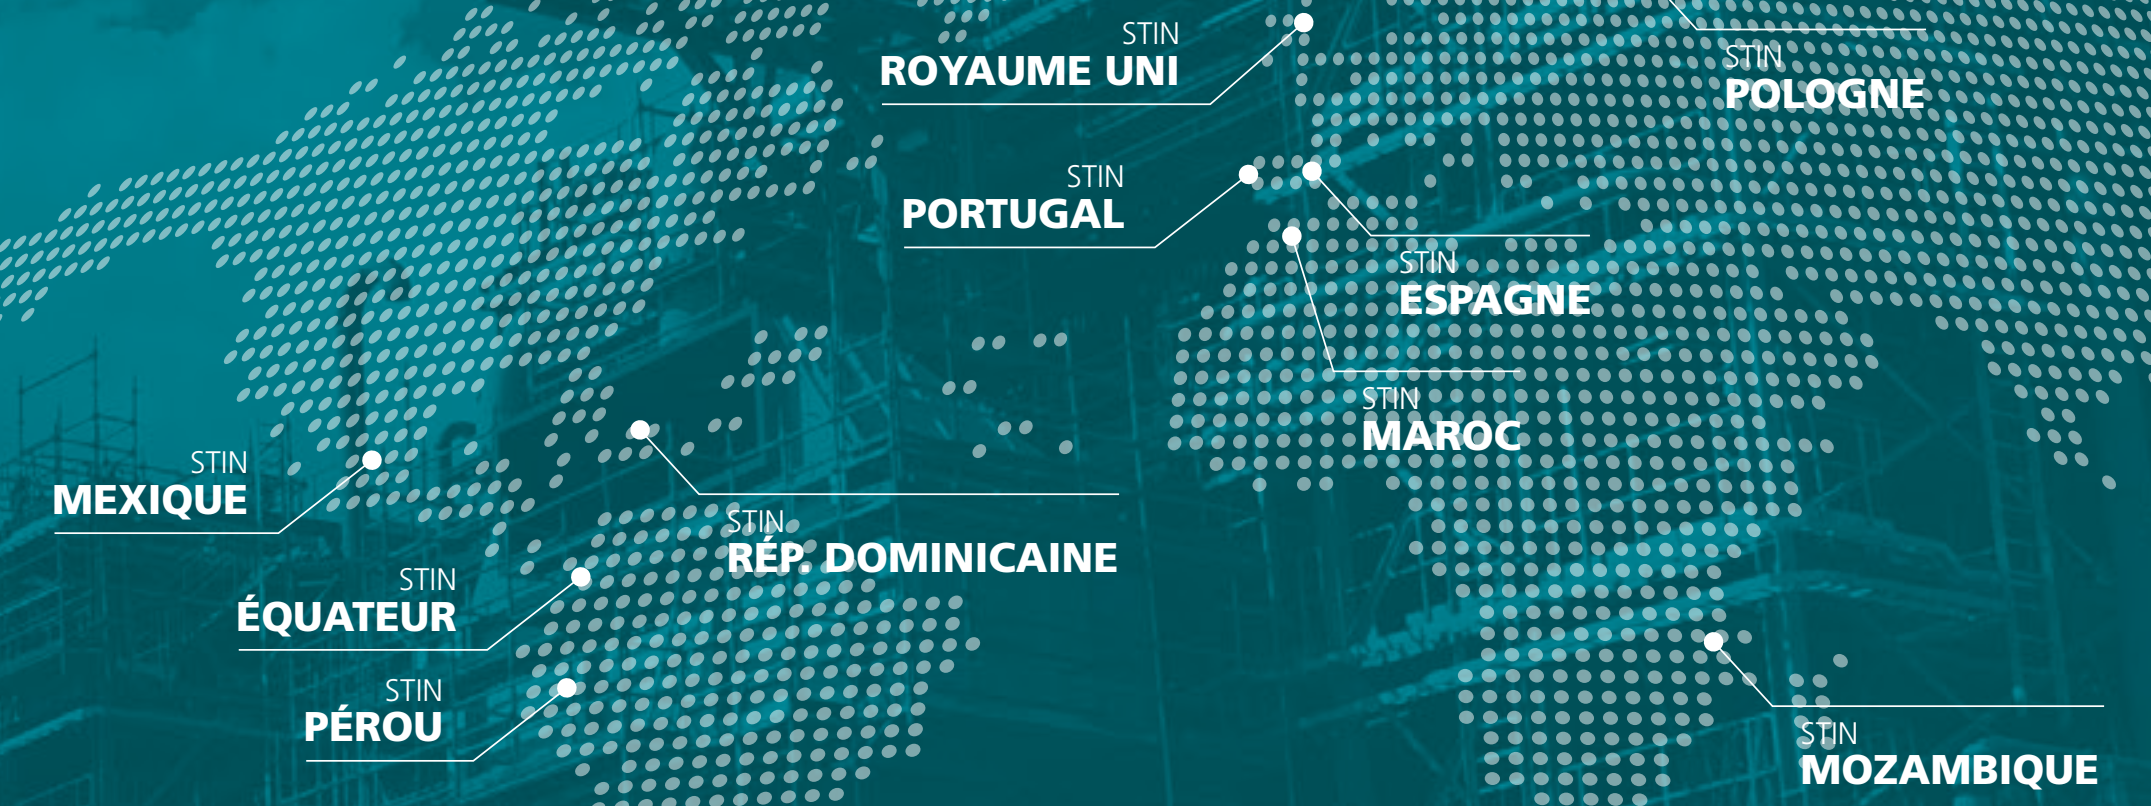 STIN
ROYAUME UNI
STIN
POLOGNE
STIN
PORTUGAL
STIN
ESPAGNE
STIN
MAROC
STIN
MEXIQUE
STIN
RÉP. DOMINICAINE
STIN
ÉQUATEUR
STIN
PÉROU
STIN
MOZAMBIQUE